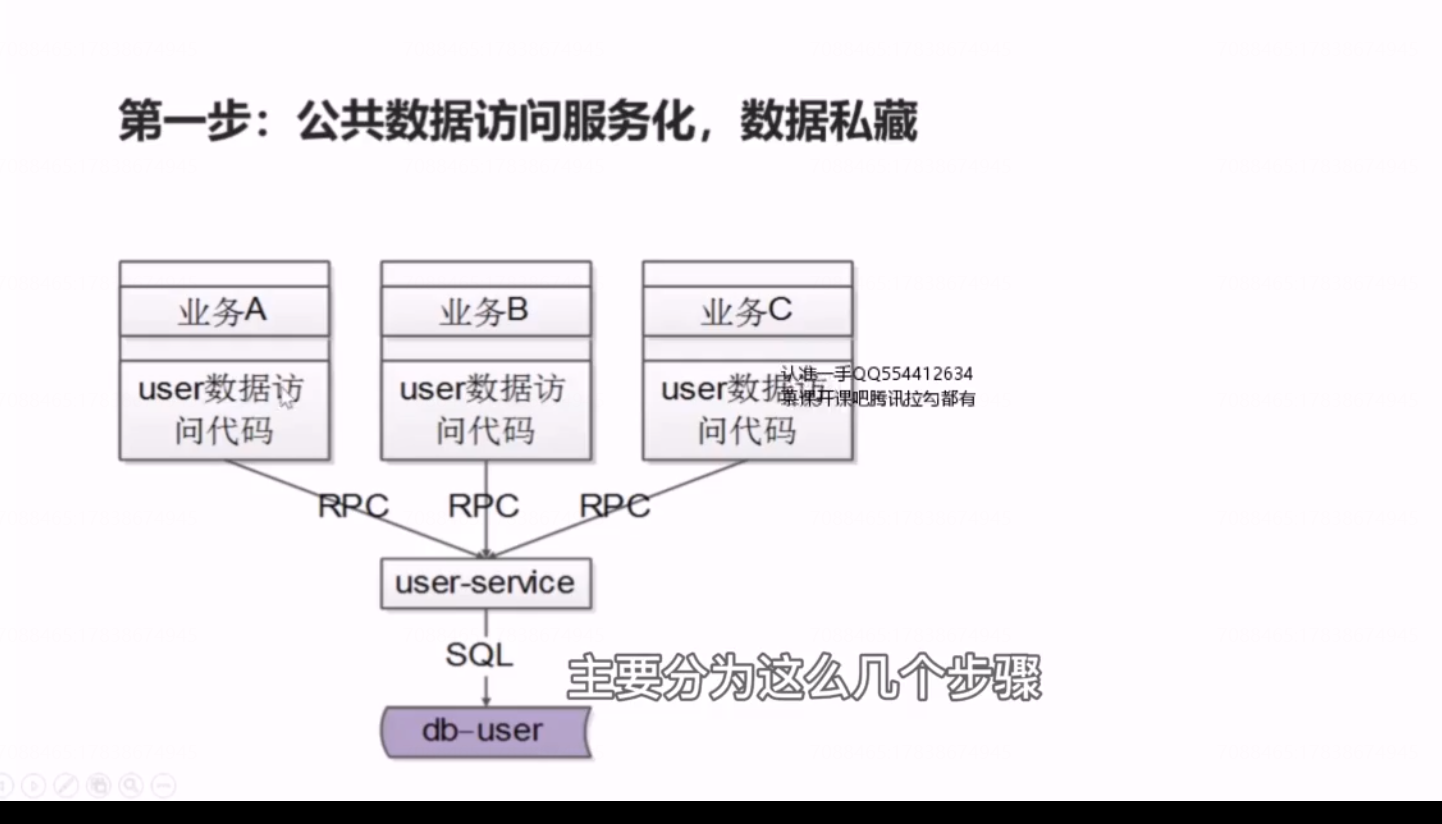 第一步：公共数据访问服务化，数据私藏
业务A
业务B
业务C
user数据访
问代码
user数据访
问代码
user数据访
问代码
认准一手QQ554412634
慕课开课吧腾讯拉勾都有
RPC
RPC
RPC
user-service
SQL
主要分为这么几个步骤
db-user